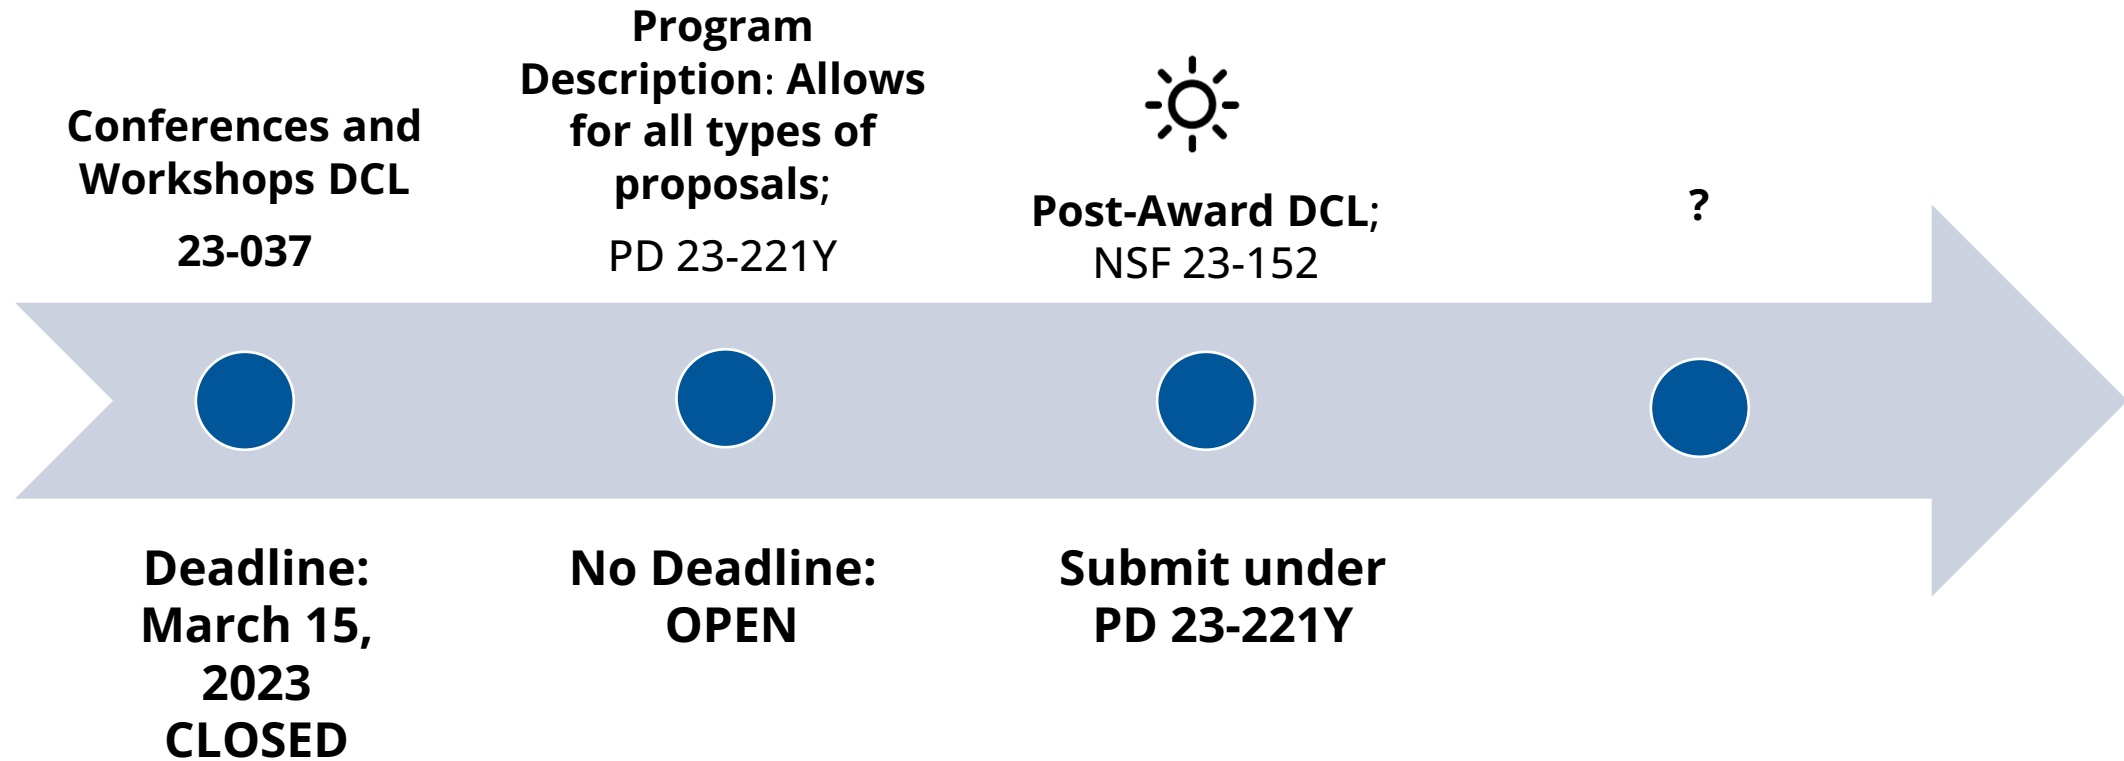 Conferences and
Workshops DCL
23-037
Program
Description: Allows
for all types of
proposals;
PD 23-221Y
Post-Award DCL;
NSF 23-152
?
Deadline:
March 15,
2023
CLOSED
No Deadline:
OPEN
Submit under
PD 23-221Y